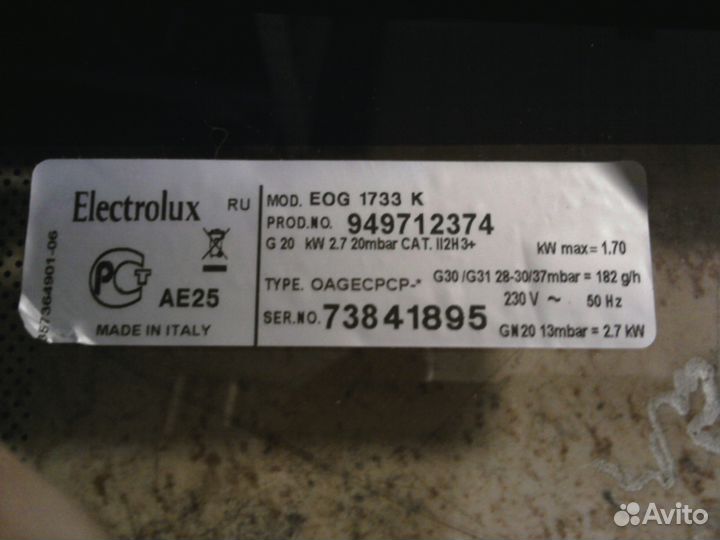 Electrolux RU
MOD. EOG 1733 K
PROD.NO. 949712374
G 20 kW 2.7 20mbar CAT. II2H3+ kW max= 1.70
TYPE. OAGECPCP-* G30 /G31 28-30/37mbar = 182 g/h
230 V ~ 50 Hz
SER.NO. 73841895 GN20 13mbar = 2.7 kW
РСТ
AE25
MADE IN ITALY
357364901-06
Avito